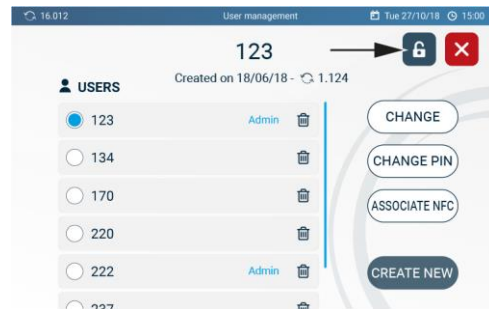 16.012 User management Tue 27/10/18 15:00
123
Created on 18/06/18 - 1.124
USERS
123 Admin
CHANGE
134
CHANGE PIN
170
ASSOCIATE NFC
220
222 Admin
CREATE NEW
237